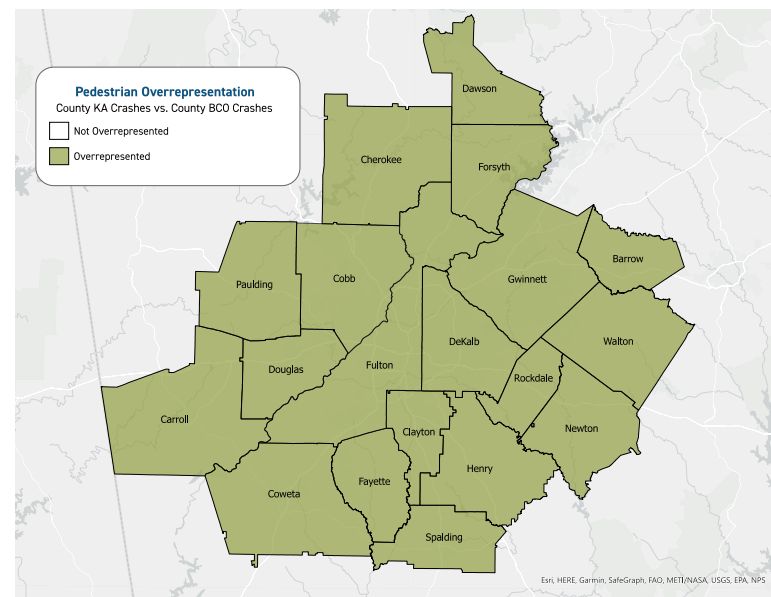 Pedestrian Overrepresentation
County KA Crashes vs. County BCO Crashes
Not Overrepresented
Overrepresented
Dawson
Cherokee
Forsyth
Barrow
Gwinnett
Cobb
Paulding
DeKalb
Walton
Fulton
Douglas
Rockdale
Carroll
Newton
Clayton
Henry
Fayette
Coweta
Spalding
Esri, HERE, Garmin, SafeGraph, FAO, METI/NASA, USGS, EPA, NPS